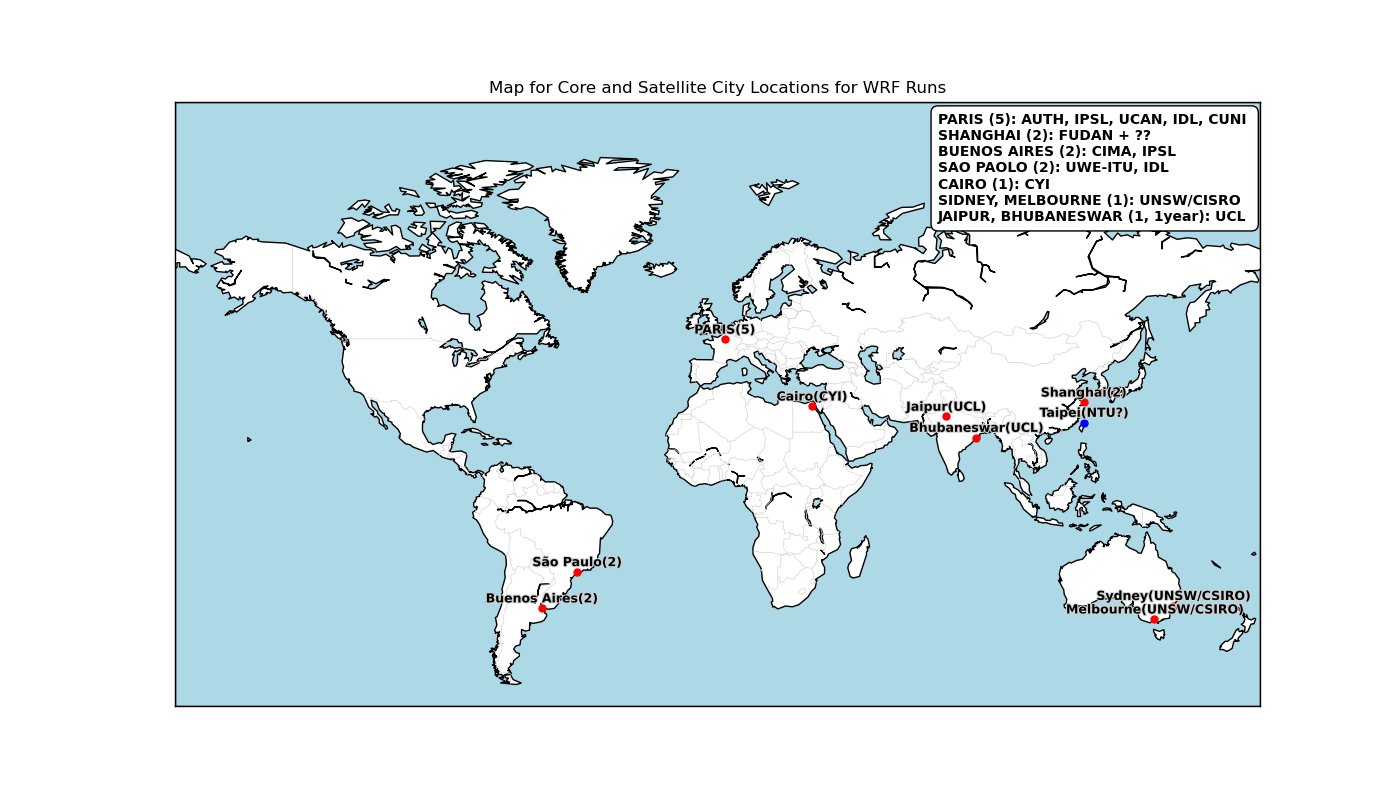 Map for Core and Satellite City Locations for WRF Runs
PARIS (5): AUTH, IPSL, UCAN, IDL, CUNI
SHANGHAI (2): FUDAN + ??
BUENOS AIRES (2): CIMA, IPSL
SAO PAOLO (2): UWE-ITU, IDL
CAIRO (1): CYI
SIDNEY, MELBOURNE (1): UNSW/CISRO
JAIPUR, BHUBANESWAR (1, 1year): UCL
PARIS(5)
Cairo(CYI)
Shanghai(2)
Jaipur(UCL)
Taipei(NTU?)
Bhubaneswar(UCL)
São Paulo(2)
Buenos Aires(2)
Sydney(UNSW/CSIRO)
Melbourne(UNSW/CSIRO)